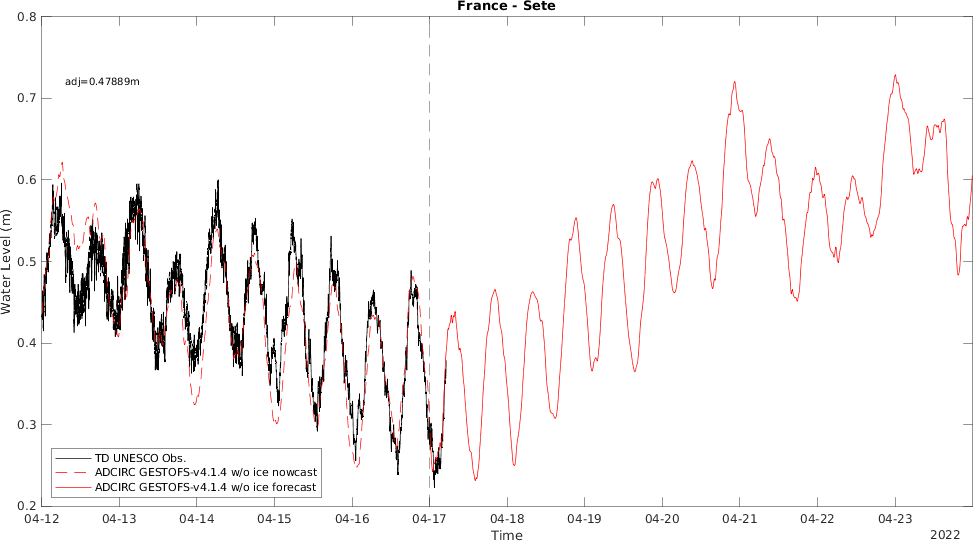 France - Sete
0.8
0.7
0.6
0.5
0.4
0.3
0.2
Water Level (m)
adj=0.47889m
TD UNESCO Obs.
ADCIRC GESTOFS-v4.1.4 w/o ice nowcast
ADCIRC GESTOFS-v4.1.4 w/o ice forecast
04-12 04-13 04-14 04-15 04-16 04-17 04-18 04-19 04-20 04-21 04-22 04-23
Time
2022